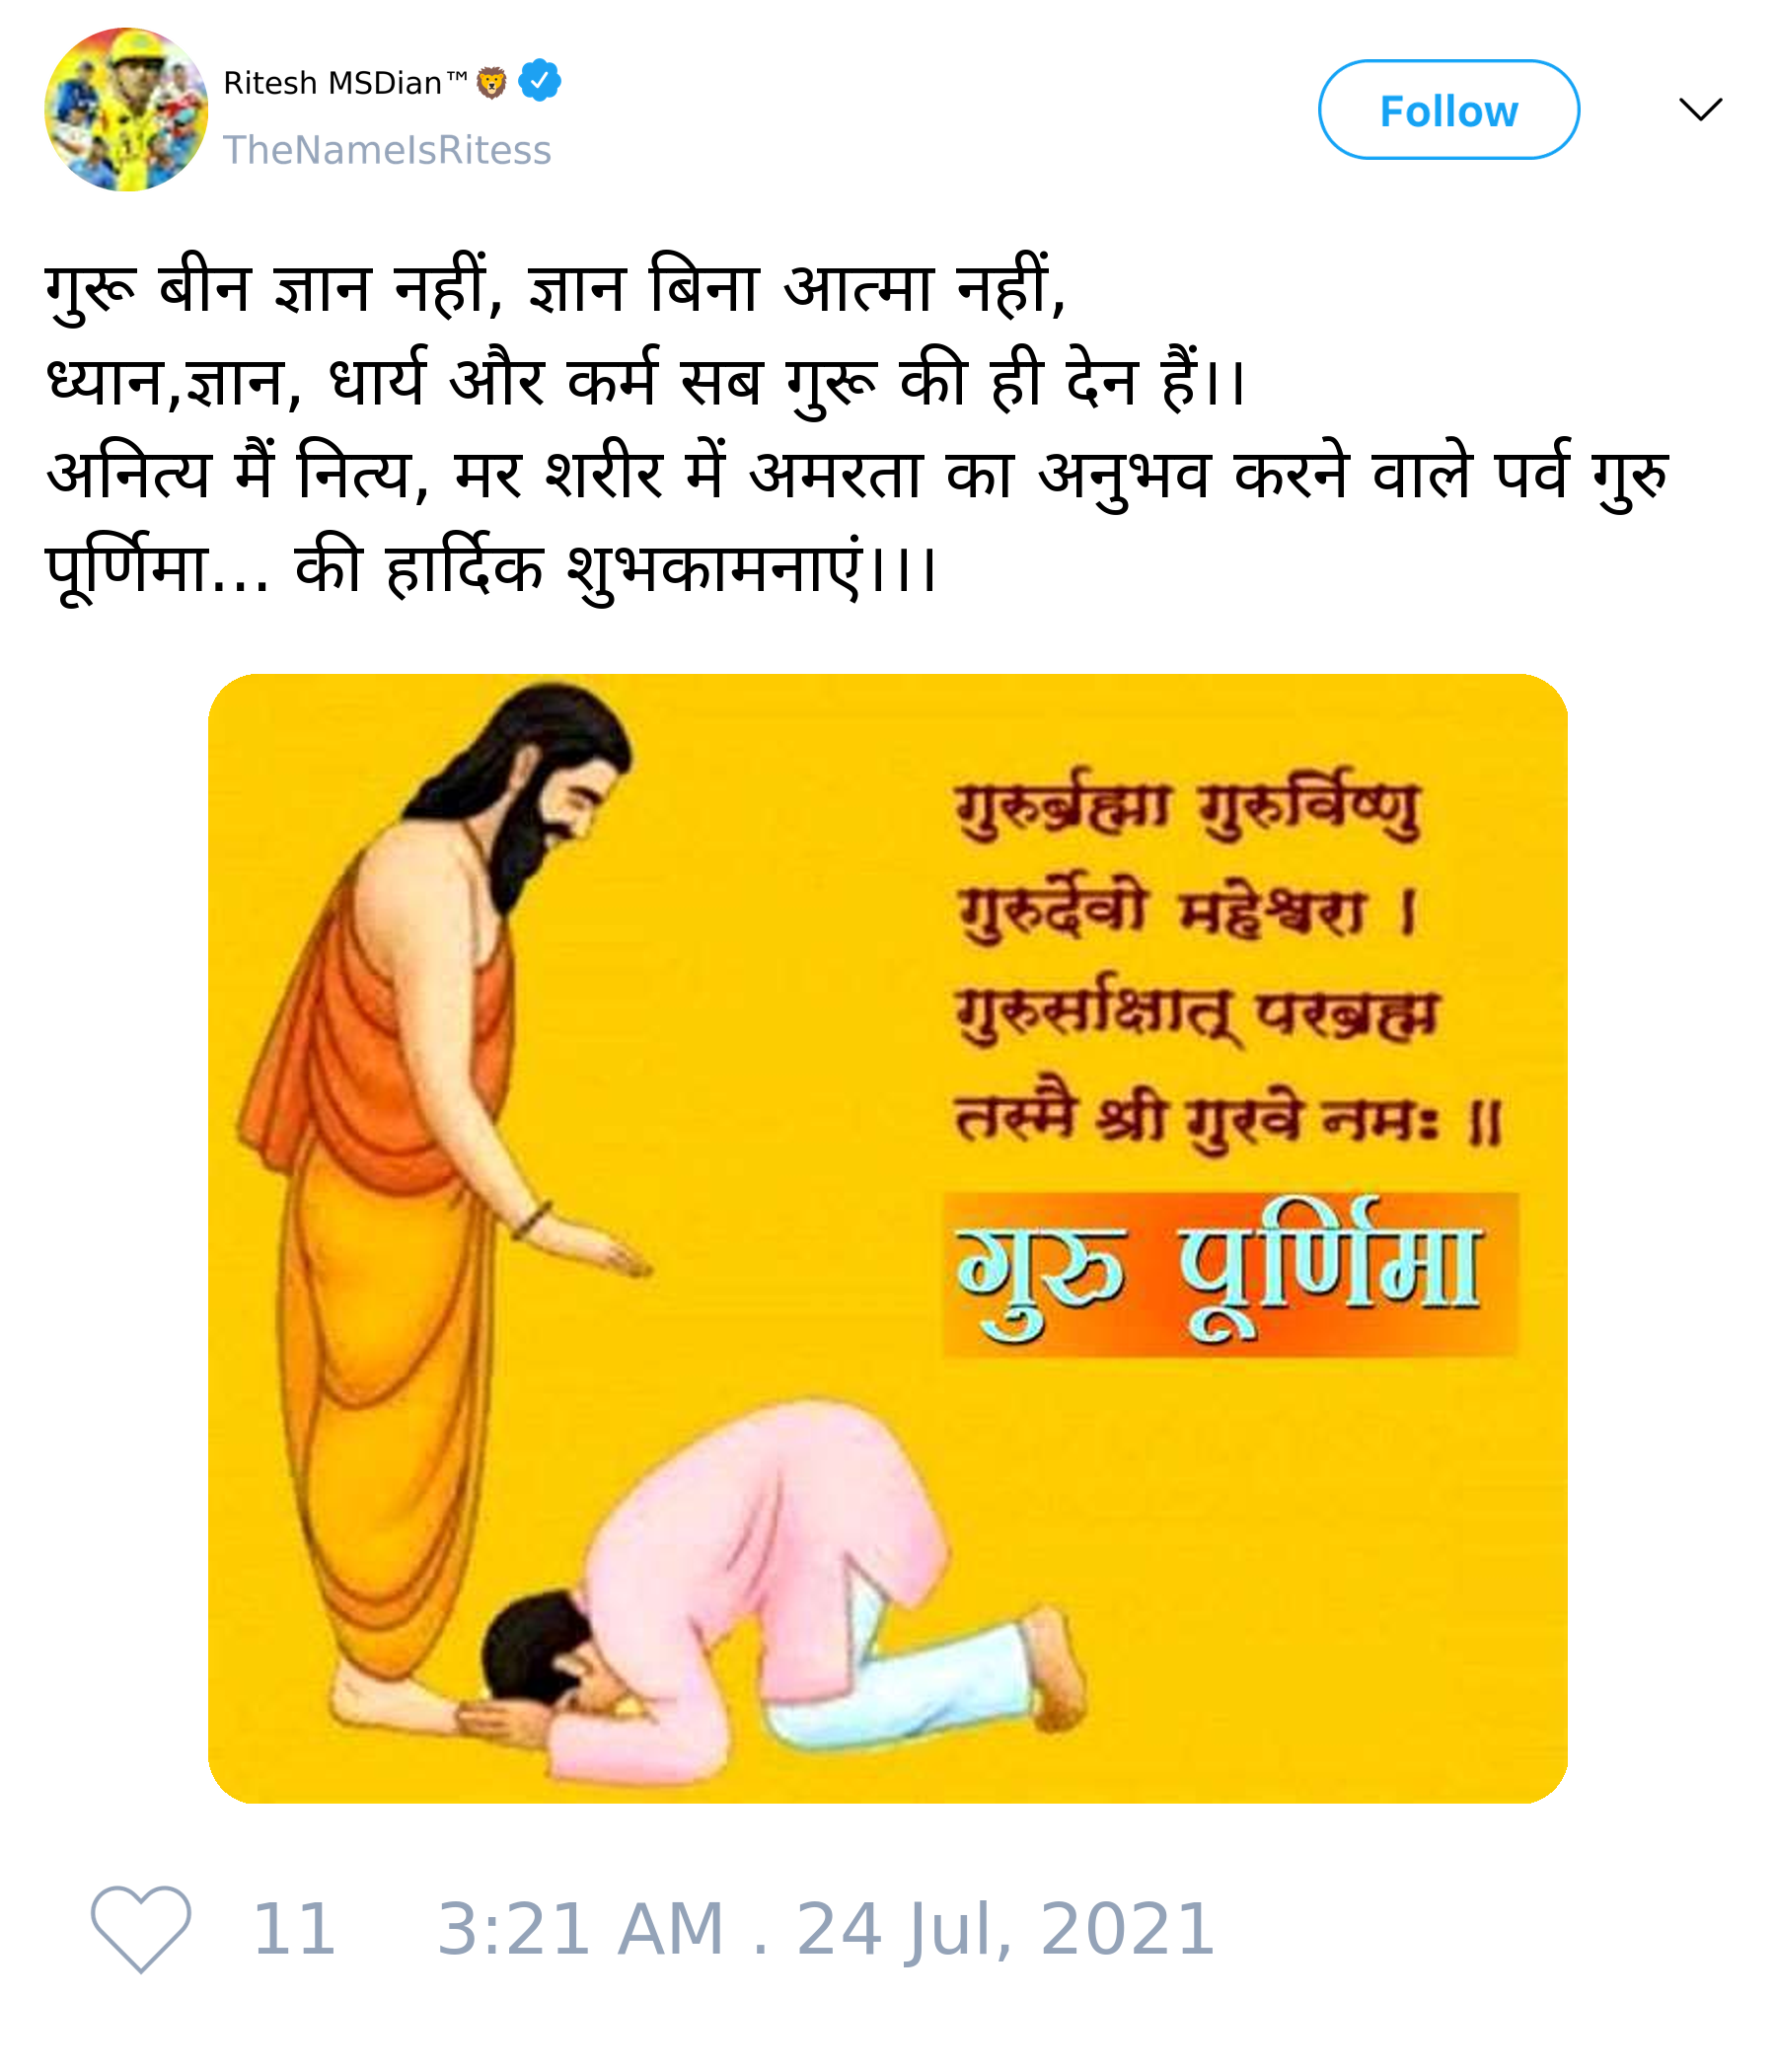 Ritesh MSDian™🦁
TheNameIsRitess
Follow
गुरू बीन ज्ञान नहीं, ज्ञान बिना आत्मा नहीं,
ध्यान,ज्ञान, धार्य और कर्म सब गुरू की ही देन हैं।।
अनित्य मैं नित्य, मर शरीर में अमरता का अनुभव करने वाले पर्व गुरु
पूर्णिमा... की हार्दिक शुभकामनाएं।।।
गुरुर्ब्रह्मा गुरुर्विष्णु
गुरुर्देवो महेश्वरा ।
गुरुर्साक्षात् परब्रह्म
तस्मै श्री गुरवे नमः ॥
गुरु पूर्णिमा
11 3:21 AM . 24 Jul, 2021